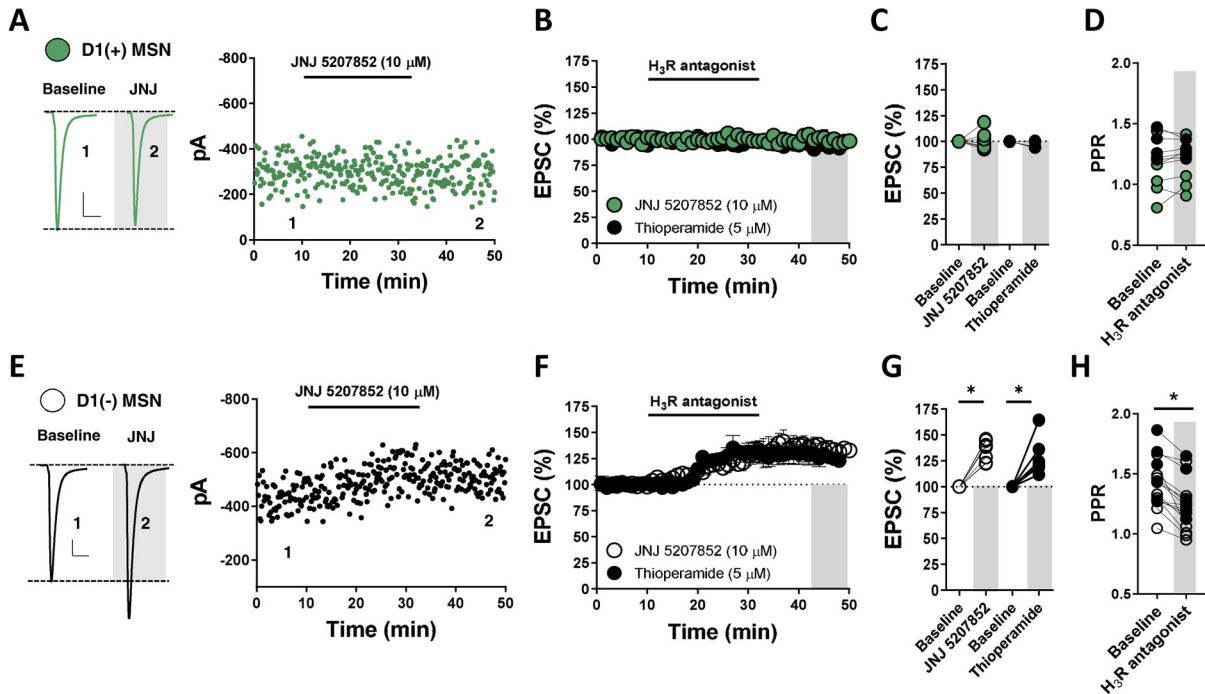 A
D1(+) MSN
Baseline
JNJ
1
2
-800
-600
-400
-200
0
pA
JNJ 5207852 (10 μM)
1
2
0
10
20
30
40
50
Time (min)
B
175
150
125
100
75
50
25
0
EPSC (%)
H3R antagonist
JNJ 5207852 (10 μM)
Thioperamide (5 μM)
0
10
20
30
40
50
Time (min)
C
175
150
125
100
75
50
25
0
EPSC (%)
Baseline
JNJ 5207852
Baseline
Thioperamide
D
2.0
1.5
1.0
0.5
PPR
Baseline
H3R antagonist
E
D1(-) MSN
Baseline
JNJ
1
2
-800
-600
-400
-200
pA
JNJ 5207852 (10 μM)
1
2
0
10
20
30
40
50
Time (min)
F
175
150
125
100
75
50
25
0
EPSC (%)
H3R antagonist
JNJ 5207852 (10 μM)
Thioperamide (5 μM)
0
10
20
30
40
50
Time (min)
G
175
150
125
100
75
50
25
0
EPSC (%)
*
*
Baseline
JNJ 5207852
Baseline
Thioperamide
H
2.0
1.5
1.0
0.5
PPR
*
Baseline
H3R antagonist